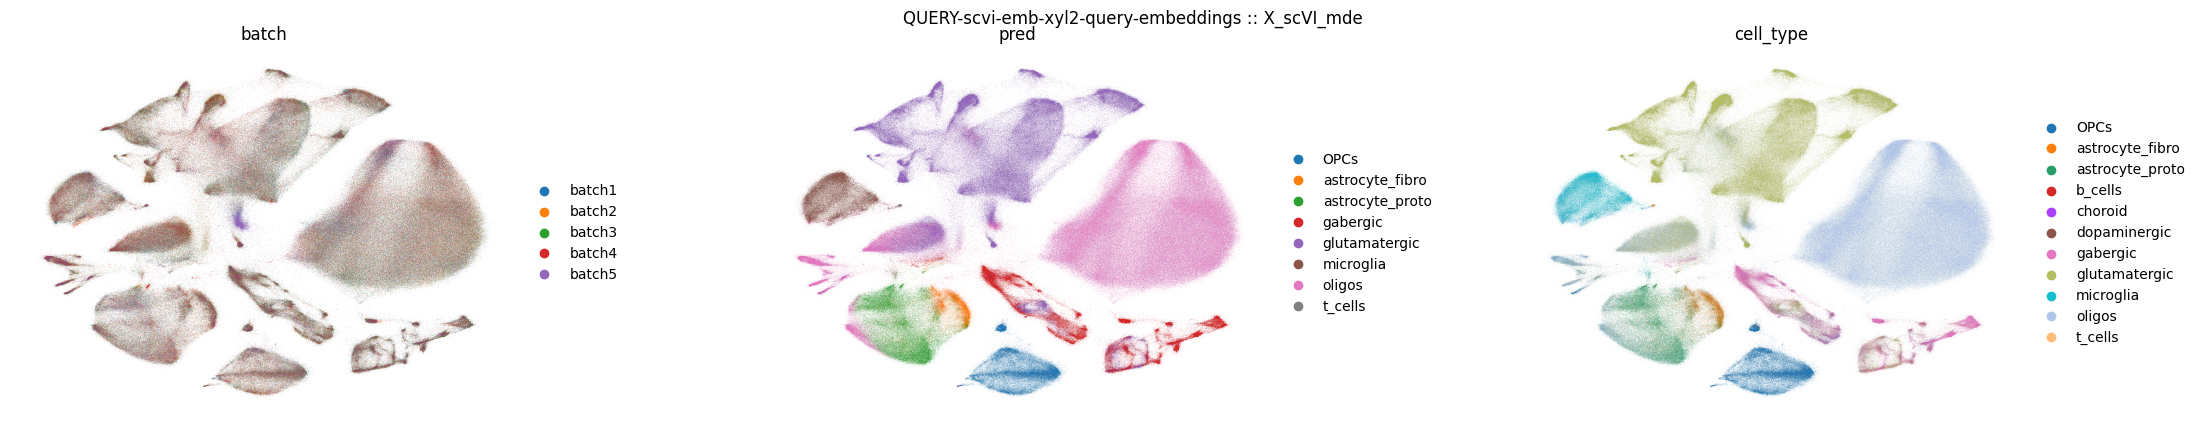 QUERY-scvi-emb-xyl2-query-embeddings :: X_scVI_mde
batch
batch1
batch2
batch3
batch4
batch5
pred
OPCs
astrocyte_fibro
astrocyte_proto
gabergic
glutamatergic
microglia
oligos
t_cells
cell_type
OPCs
astrocyte_fibro
astrocyte_proto
b_cells
choroid
dopaminergic
gabergic
glutamatergic
microglia
oligos
t_cells